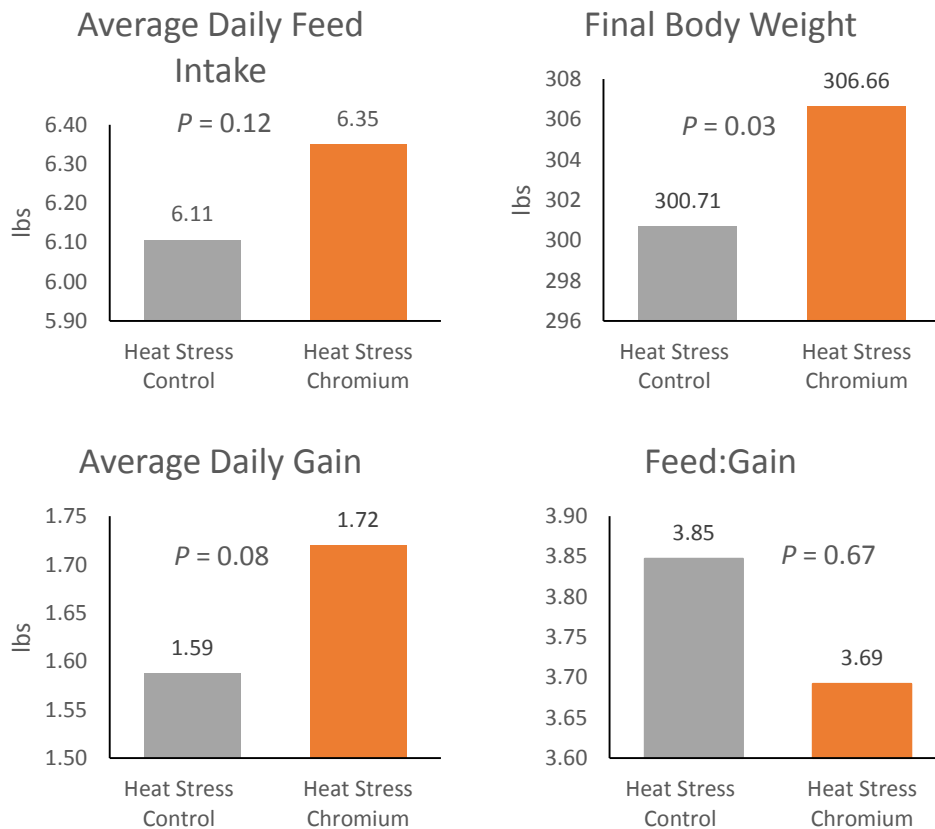 Average Daily Feed
Intake
P = 0.12
6.40
6.30
6.20
6.10
6.00
5.90
lbs
6.11
6.35
Heat Stress
Control
Heat Stress
Chromium
Final Body Weight
P = 0.03
308
306
304
302
300
298
296
lbs
300.71
306.66
Heat Stress
Control
Heat Stress
Chromium
Average Daily Gain
P = 0.08
1.75
1.70
1.65
1.60
1.55
1.50
lbs
1.59
1.72
Heat Stress
Control
Heat Stress
Chromium
Feed:Gain
P = 0.67
3.90
3.85
3.80
3.75
3.70
3.65
3.60
3.85
3.69
Heat Stress
Control
Heat Stress
Chromium